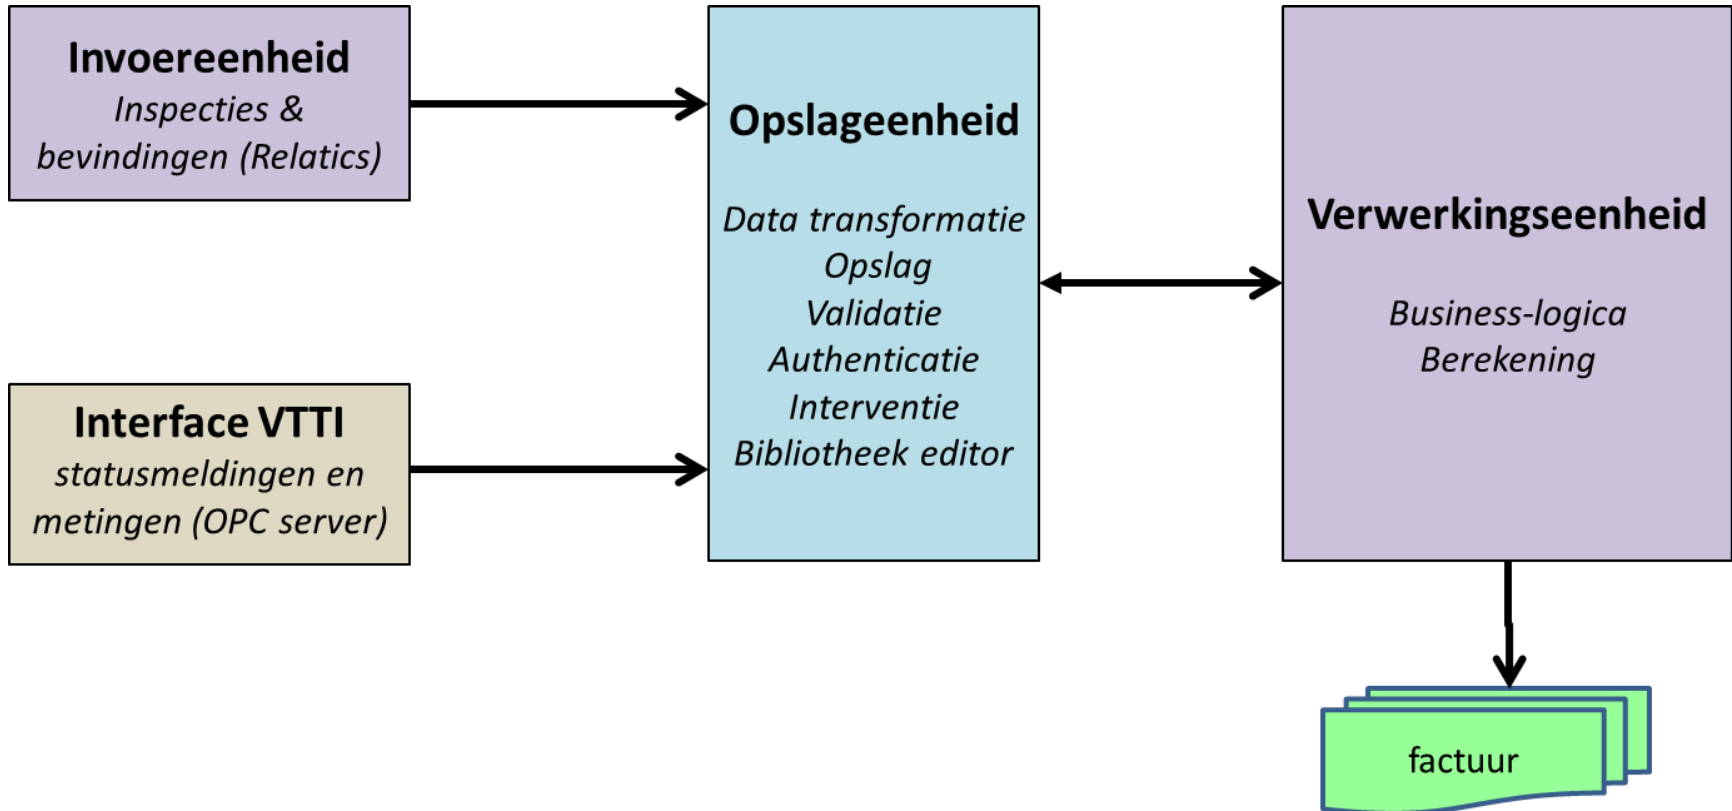 Invoereenheid
Inspecties &
bevindingen (Relatics)
Interface VTTI
statusmeldingen en
metingen (OPC server)
Opslageenheid
Data transformatie
Opslag
Validatie
Authenticatie
Interventie
Bibliotheek editor
Verwerkingseenheid
Business-logica
Berekening
factuur